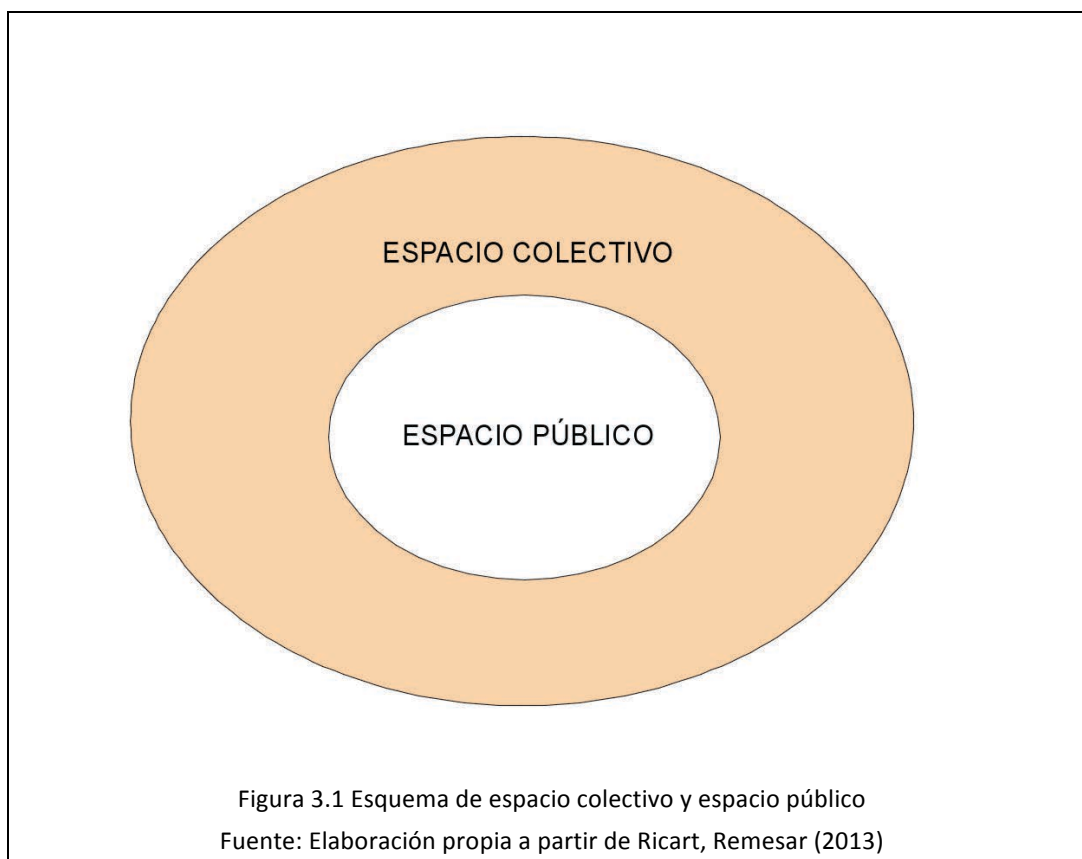 ESPACIO COLECTIVO
ESPACIO PÚBLICO
Figura 3.1 Esquema de espacio colectivo y espacio público
Fuente: Elaboración propia a partir de Ricart, Remesar (2013)